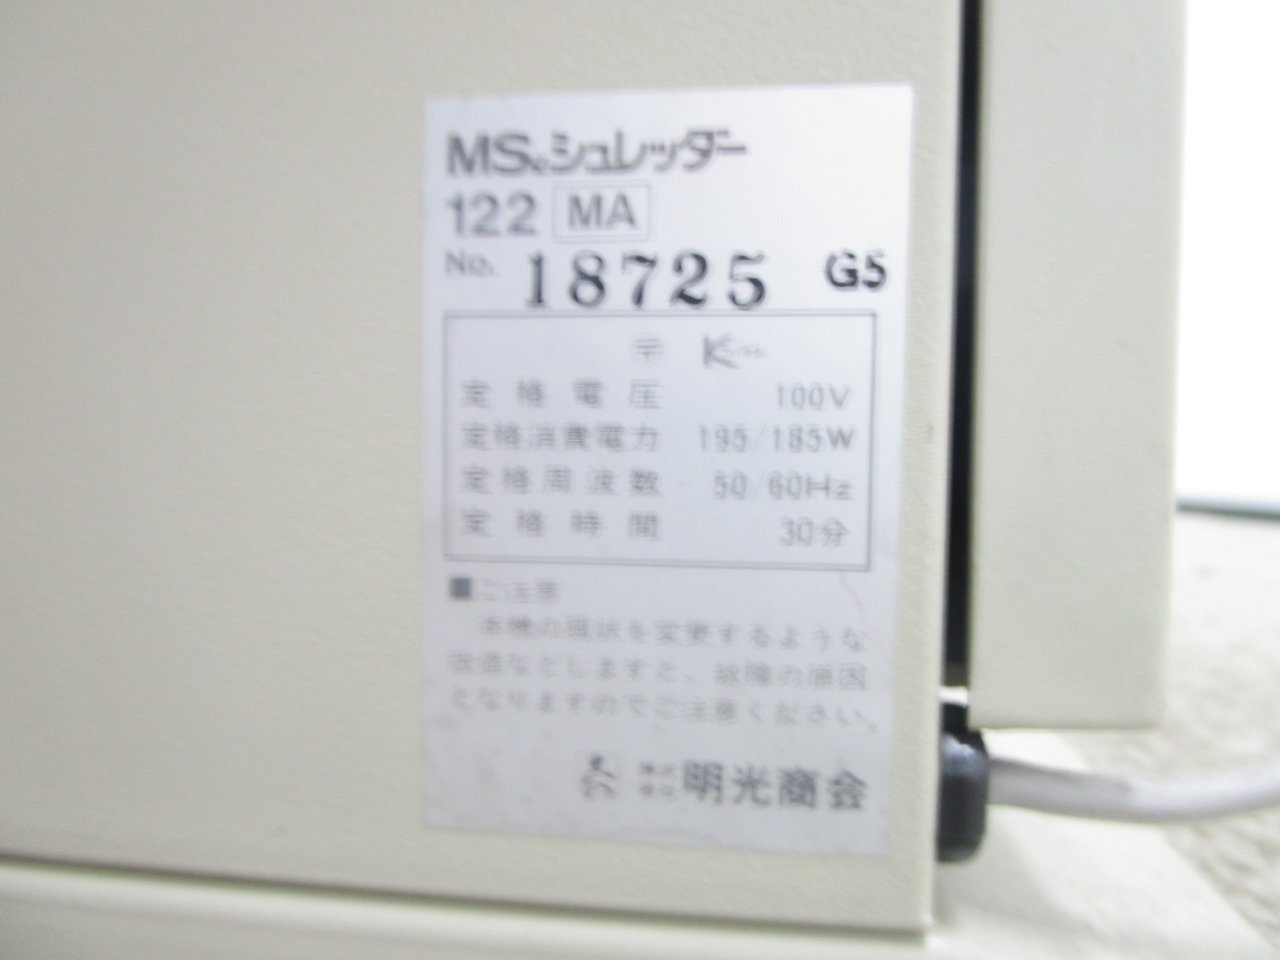 MSシュレッダー
122 MA
No. 18725 G5
〒 K
定格電圧 100V
定格消費電力 195/185W
定格周波数 50/60Hz
定格時間 30分
■ご注意
本機の現状を変更するような
改造などしますと、故障の原因
となりますのでご注意ください。
明光商会